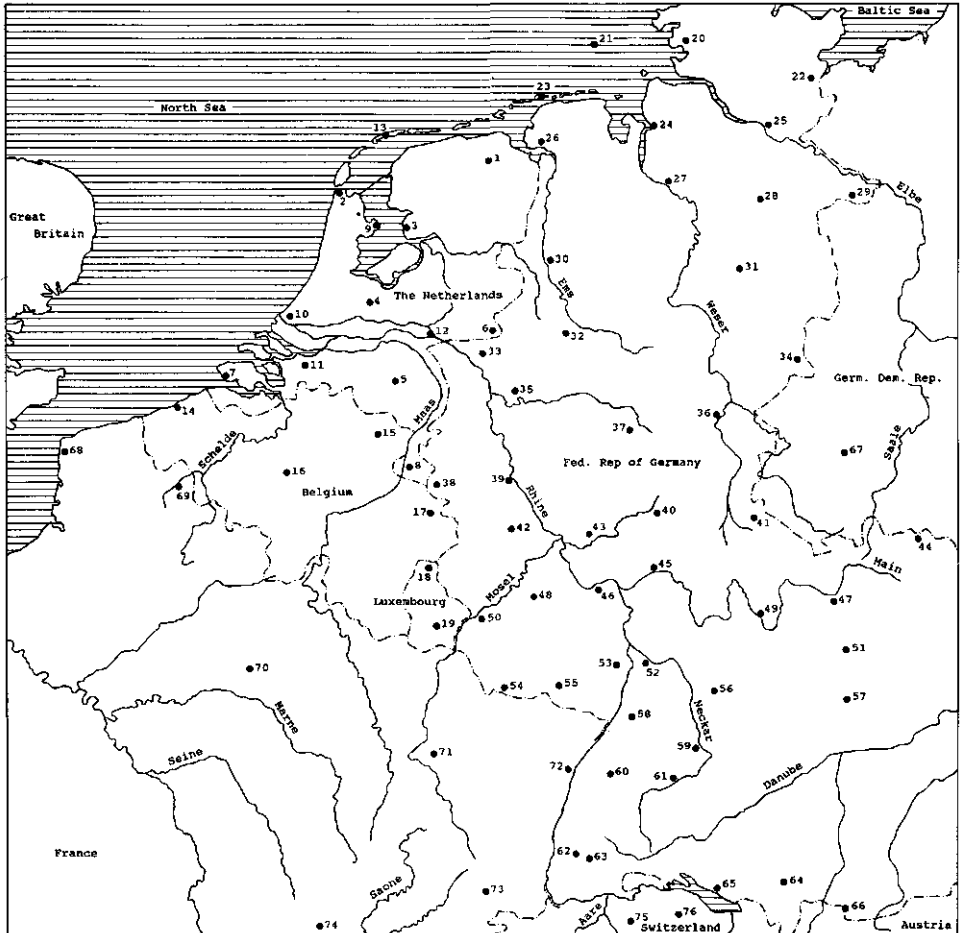 Baltic Sea
21
20
22
23
North Sea
13
24
25
26
1
27
2
28
29
Elbe
Great
Britain
9
3
30
Ems
31
The Netherlands
4
Weser
10
12
6
32
33
34
11
7
5
35
Germ. Dem. Rep.
14
Maas
36
37
15
Saale
Schelde
68
67
8
Fed. Rep of Germany
16
38
39
69
Belgium
Rhine
17
40
41
42
43
44
Main
18
45
Mosel
46
48
47
Luxembourg
49
50
19
51
53
52
70
54
55
56
57
Marne
58
Neckar
59
Seine
71
72
60
61
Danube
62
63
France
64
Saone
65
73
66
Aare
76
74
75
Switzerland
Austria